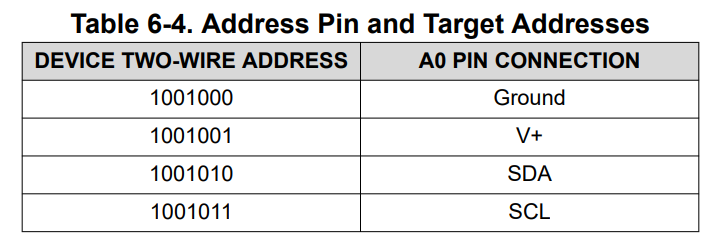 Table 6-4. Address Pin and Target Addresses
DEVICE TWO-WIRE ADDRESS A0 PIN CONNECTION
1001000 Ground
1001001 V+
1001010 SDA
1001011 SCL